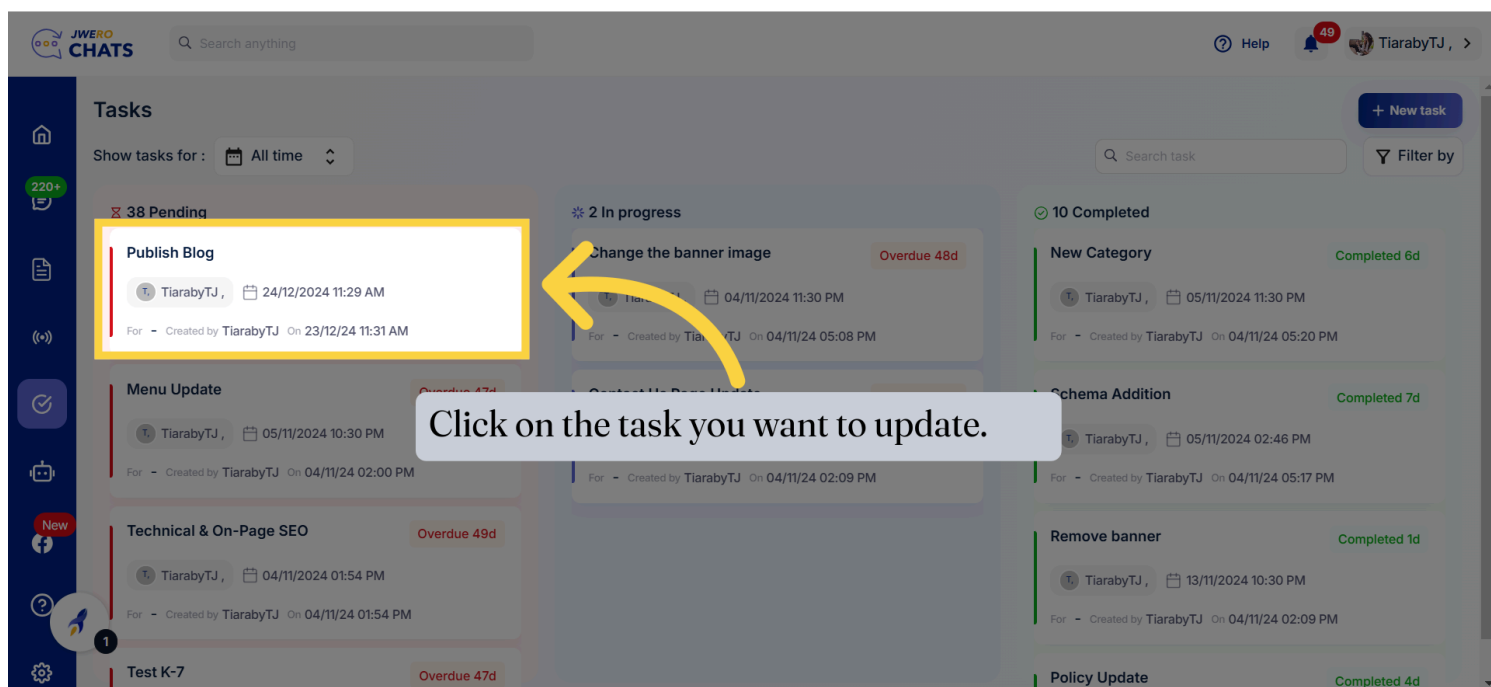 JWERO
CHATS
Search anything
Help
49
TiarabyTJ ,
Tasks
+ New task
Show tasks for :
All time
Search task
Filter by
220+
38 Pending
Publish Blog
T,
TiarabyTJ ,
24/12/2024 11:29 AM
For - Created by TiarabyTJ On 23/12/24 11:31 AM
Menu Update
Overdue 47d
T,
TiarabyTJ ,
05/11/2024 10:30 PM
For - Created by TiarabyTJ On 04/11/24 02:00 PM
Technical & On-Page SEO
Overdue 49d
T,
TiarabyTJ ,
04/11/2024 01:54 PM
For - Created by TiarabyTJ On 04/11/24 01:54 PM
Test K-7
Overdue 47d
2 In progress
Change the banner image
Overdue 48d
T,
TiarabyTJ
04/11/2024 11:30 PM
For - Created by TiarabyTJ On 04/11/24 05:08 PM
Contact Us Page Update
Click on the task you want to update.
For - Created by TiarabyTJ On 04/11/24 02:09 PM
10 Completed
New Category
Completed 6d
T,
TiarabyTJ ,
05/11/2024 11:30 PM
For - Created by TiarabyTJ On 04/11/24 05:20 PM
Schema Addition
Completed 7d
T,
TiarabyTJ ,
05/11/2024 02:46 PM
For - Created by TiarabyTJ On 04/11/24 05:17 PM
Remove banner
Completed 1d
T,
TiarabyTJ ,
13/11/2024 10:30 PM
For - Created by TiarabyTJ On 04/11/24 02:09 PM
Policy Update
Completed 4d
New
1